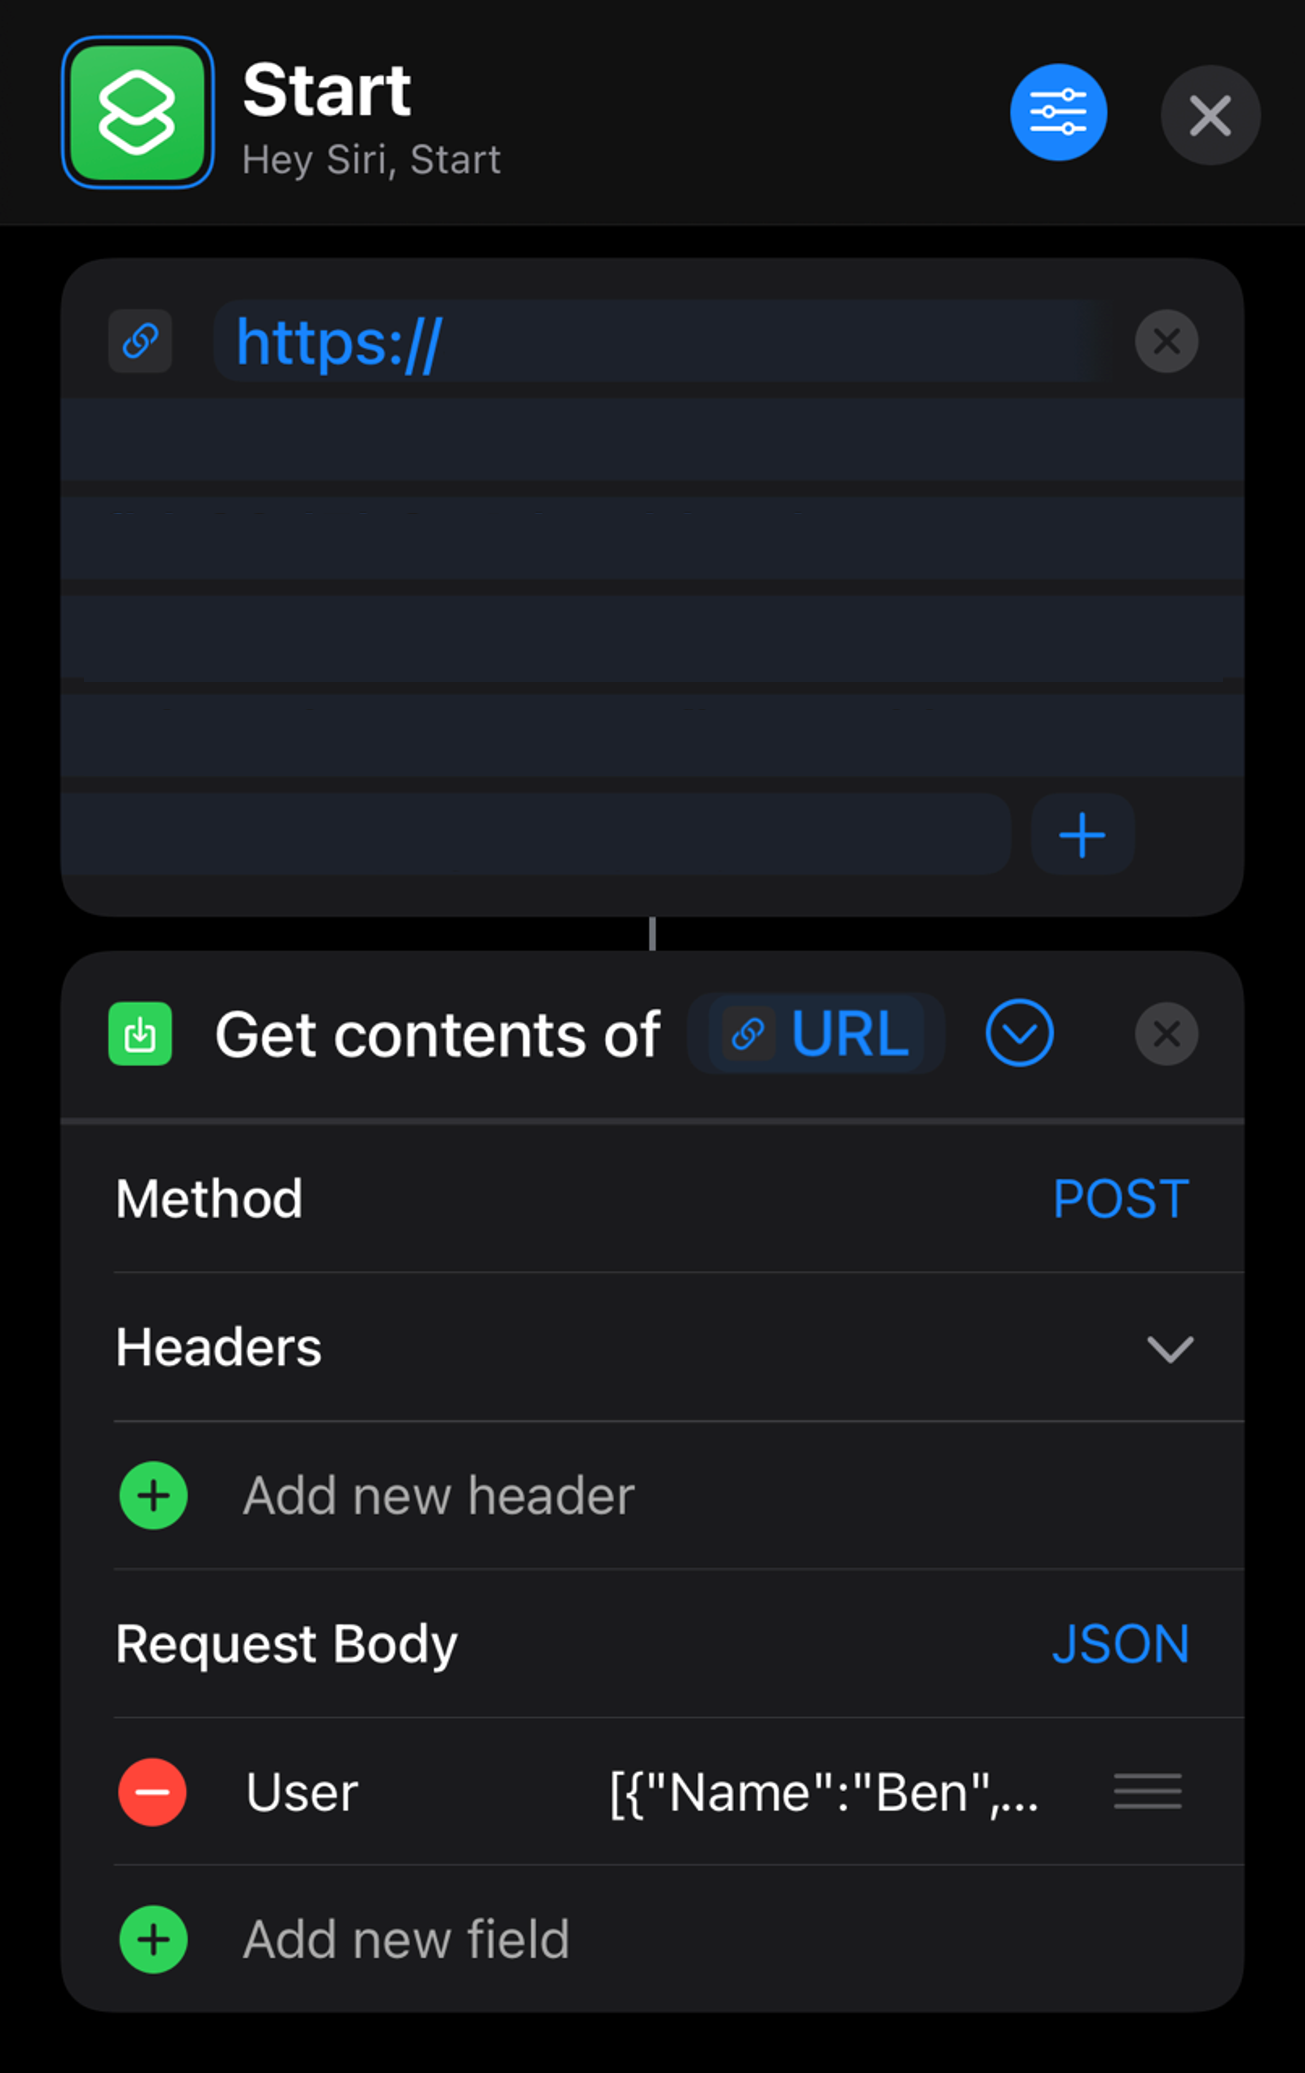 Start
Hey Siri, Start
https://
Get contents of URL
Method POST
Headers
Add new header
Request Body JSON
User [{"Name":"Ben",...
Add new field